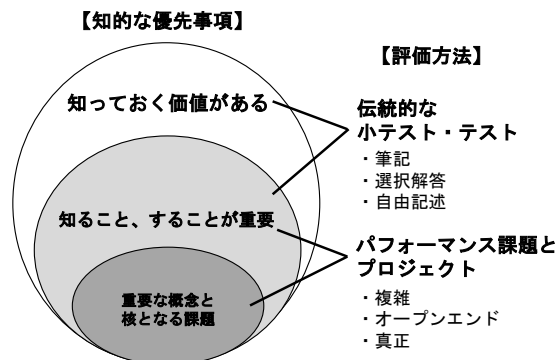 【知的な優先事項】
知っておく価値がある
知ること、することが重要
重要な概念と
核となる課題
【評価方法】
伝統的な
小テスト・テスト
・筆記
・選択解答
・自由記述
パフォーマンス課題と
プロジェクト
・複雑
・オープンエンド
・真正